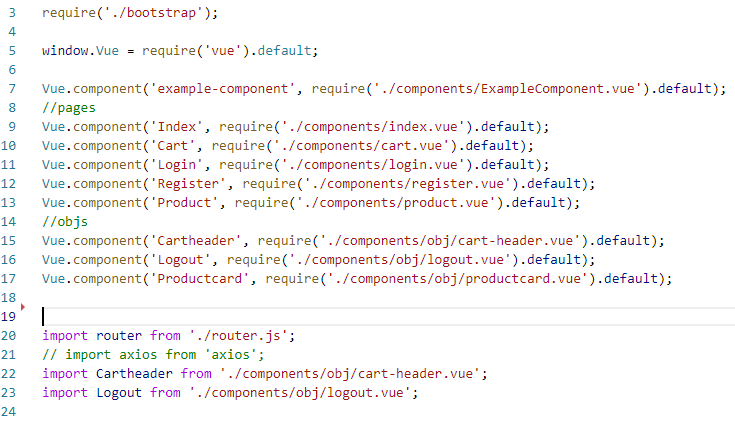 3 require('./bootstrap');
4
5 window.Vue = require('vue').default;
6
7 Vue.component('example-component', require('./components/ExampleComponent.vue').default);
8 //pages
9 Vue.component('Index', require('./components/index.vue').default);
10 Vue.component('Cart', require('./components/cart.vue').default);
11 Vue.component('Login', require('./components/login.vue').default);
12 Vue.component('Register', require('./components/register.vue').default);
13 Vue.component('Product', require('./components/product.vue').default);
14 //objs
15 Vue.component('Cartheader', require('./components/obj/cart-header.vue').default);
16 Vue.component('Logout', require('./components/obj/logout.vue').default);
17 Vue.component('Productcard', require('./components/obj/productcard.vue').default);
18
19
20 import router from './router.js';
21 // import axios from 'axios';
22 import Cartheader from './components/obj/cart-header.vue';
23 import Logout from './components/obj/logout.vue';
24